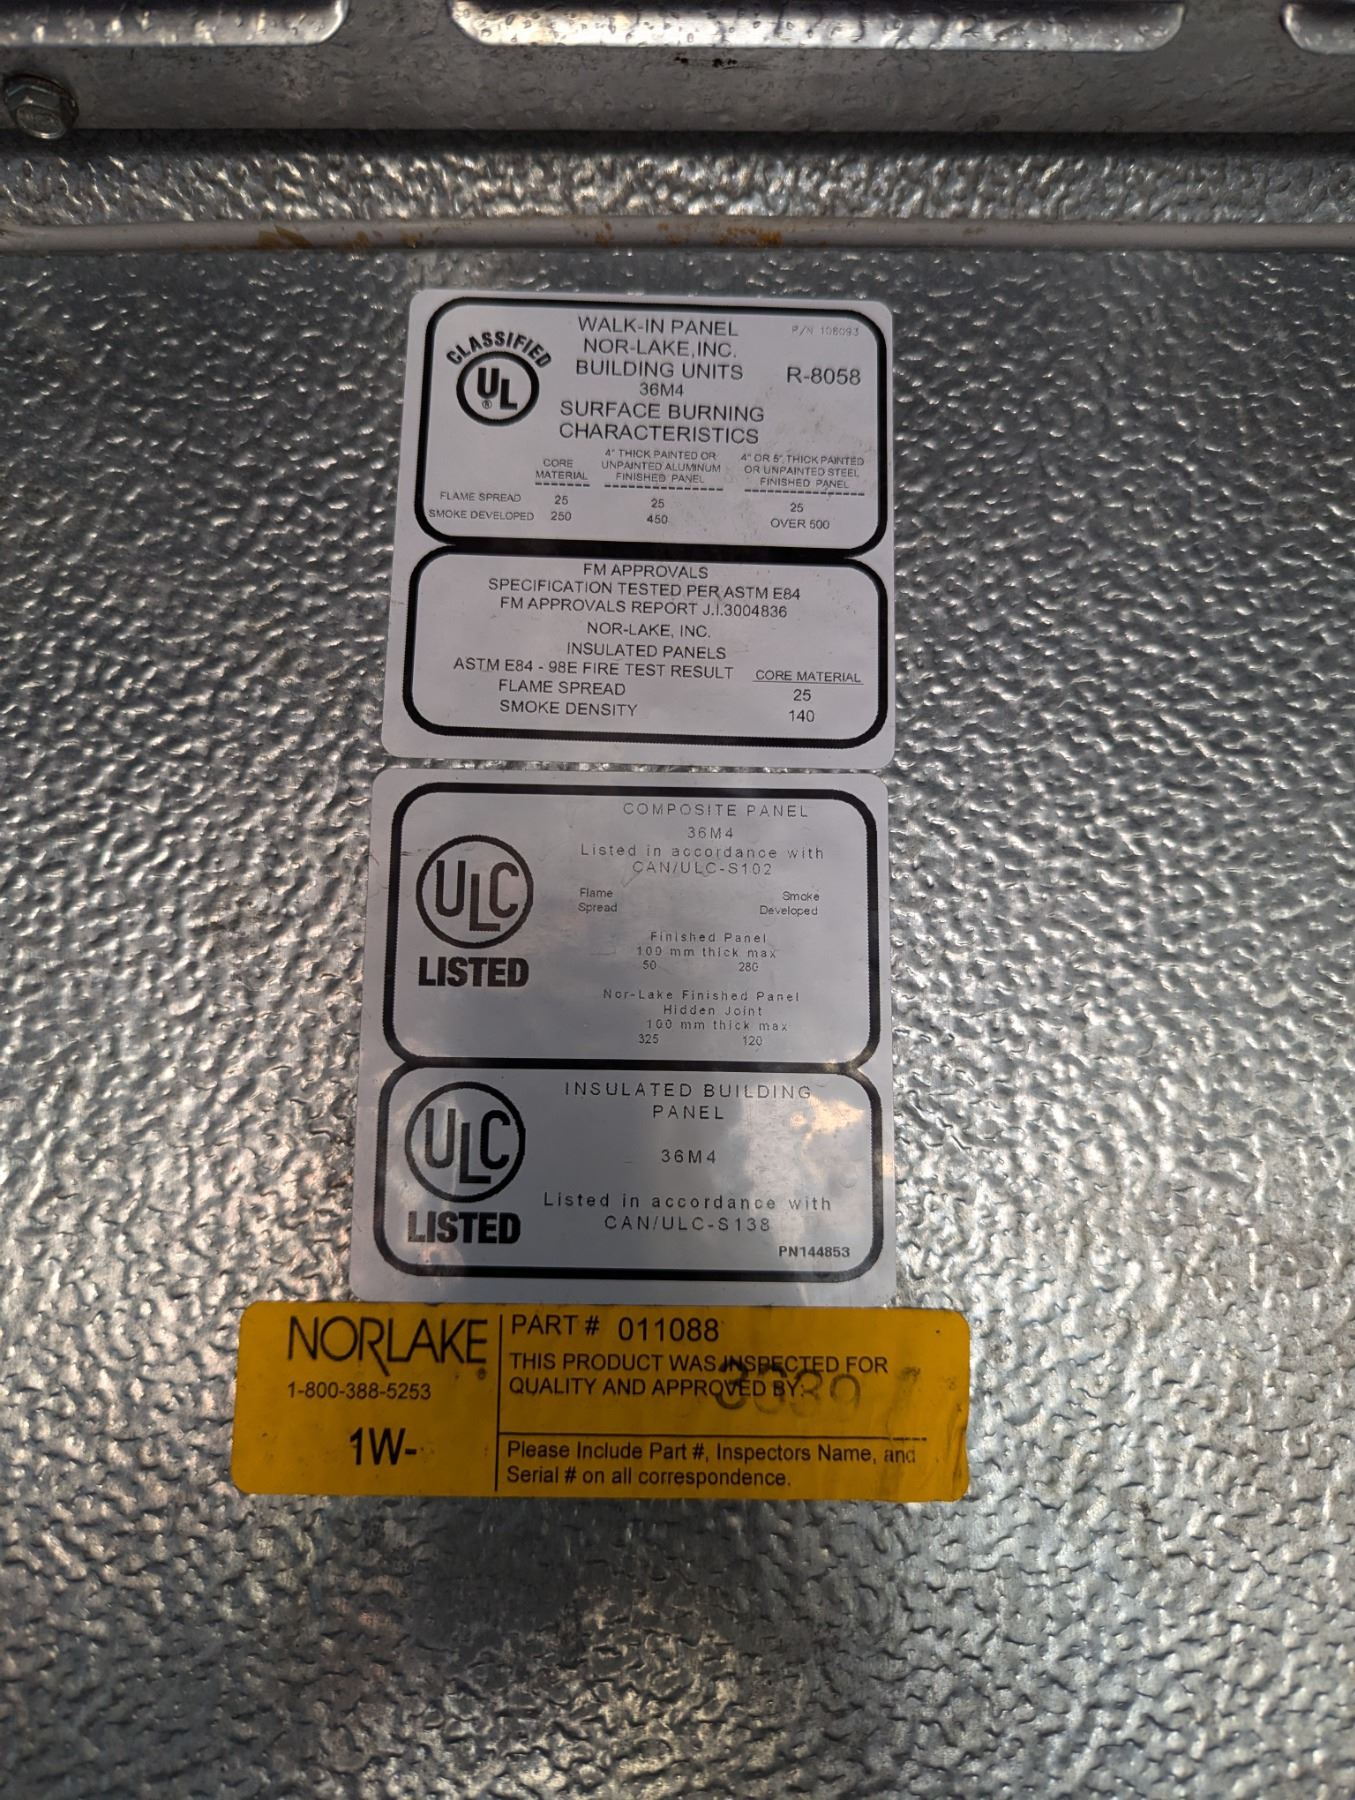 CLASSIFIED
UL
®
WALK-IN PANEL
P/N 108093
NOR-LAKE, INC.
BUILDING UNITS
R-8058
36M4
SURFACE BURNING
CHARACTERISTICS
CORE
MATERIAL
4" THICK PAINTED OR
UNPAINTED ALUMINUM
FINISHED PANEL
4" OR 5" THICK PAINTED
OR UNPAINTED STEEL
FINISHED PANEL
FLAME SPREAD 25 25 25
SMOKE DEVELOPED 250 450 OVER 500
FM APPROVALS
SPECIFICATION TESTED PER ASTM E84
FM APPROVALS REPORT J.I.3004836
NOR-LAKE, INC.
INSULATED PANELS
ASTM E84 - 98E FIRE TEST RESULT CORE MATERIAL
FLAME SPREAD 25
SMOKE DENSITY 140
ULC
LISTED
COMPOSITE PANEL
36M4
Listed in accordance with
CAN/ULC-S102
Flame
Spread
Smoke
Developed
Finished Panel
100 mm thick max
50 280
Nor-Lake Finished Panel
Hidden Joint
100 mm thick max
325 120
ULC
LISTED
INSULATED BUILDING
PANEL
36M4
Listed in accordance with
CAN/ULC-S138
PN144853
NORLAKE
®
1-800-388-5253
1W-
PART # 011088
THIS PRODUCT WAS INSPECTED FOR
QUALITY AND APPROVED BY:
Please Include Part #, Inspectors Name, and
Serial # on all correspondence.